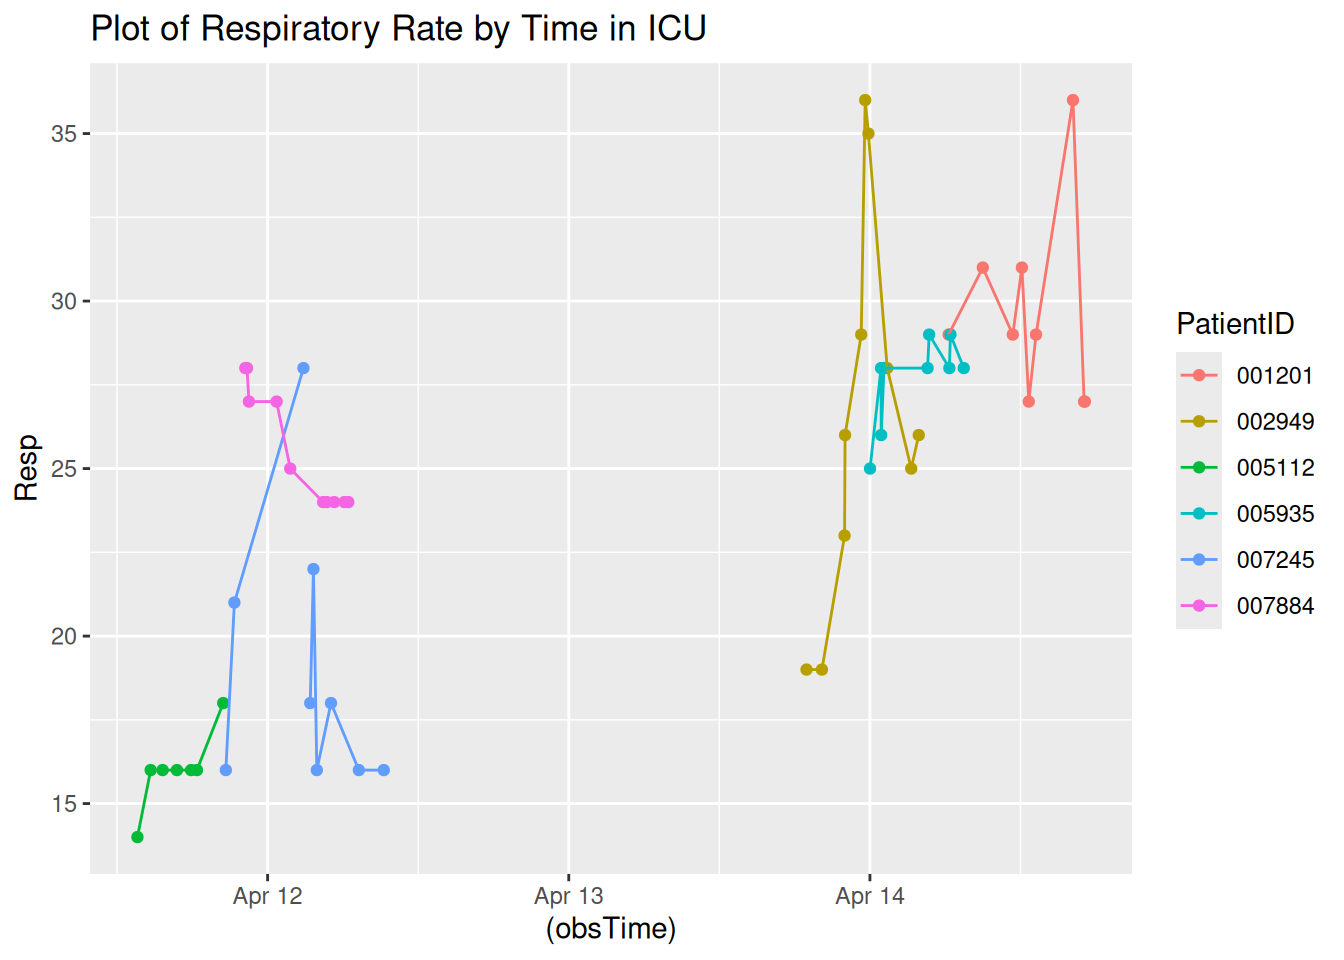 Plot of Respiratory Rate by Time in ICU
35
30
25
20
15
Resp
Apr 12
Apr 13
Apr 14
(obsTime)
PatientID
001201
002949
005112
005935
007245
007884